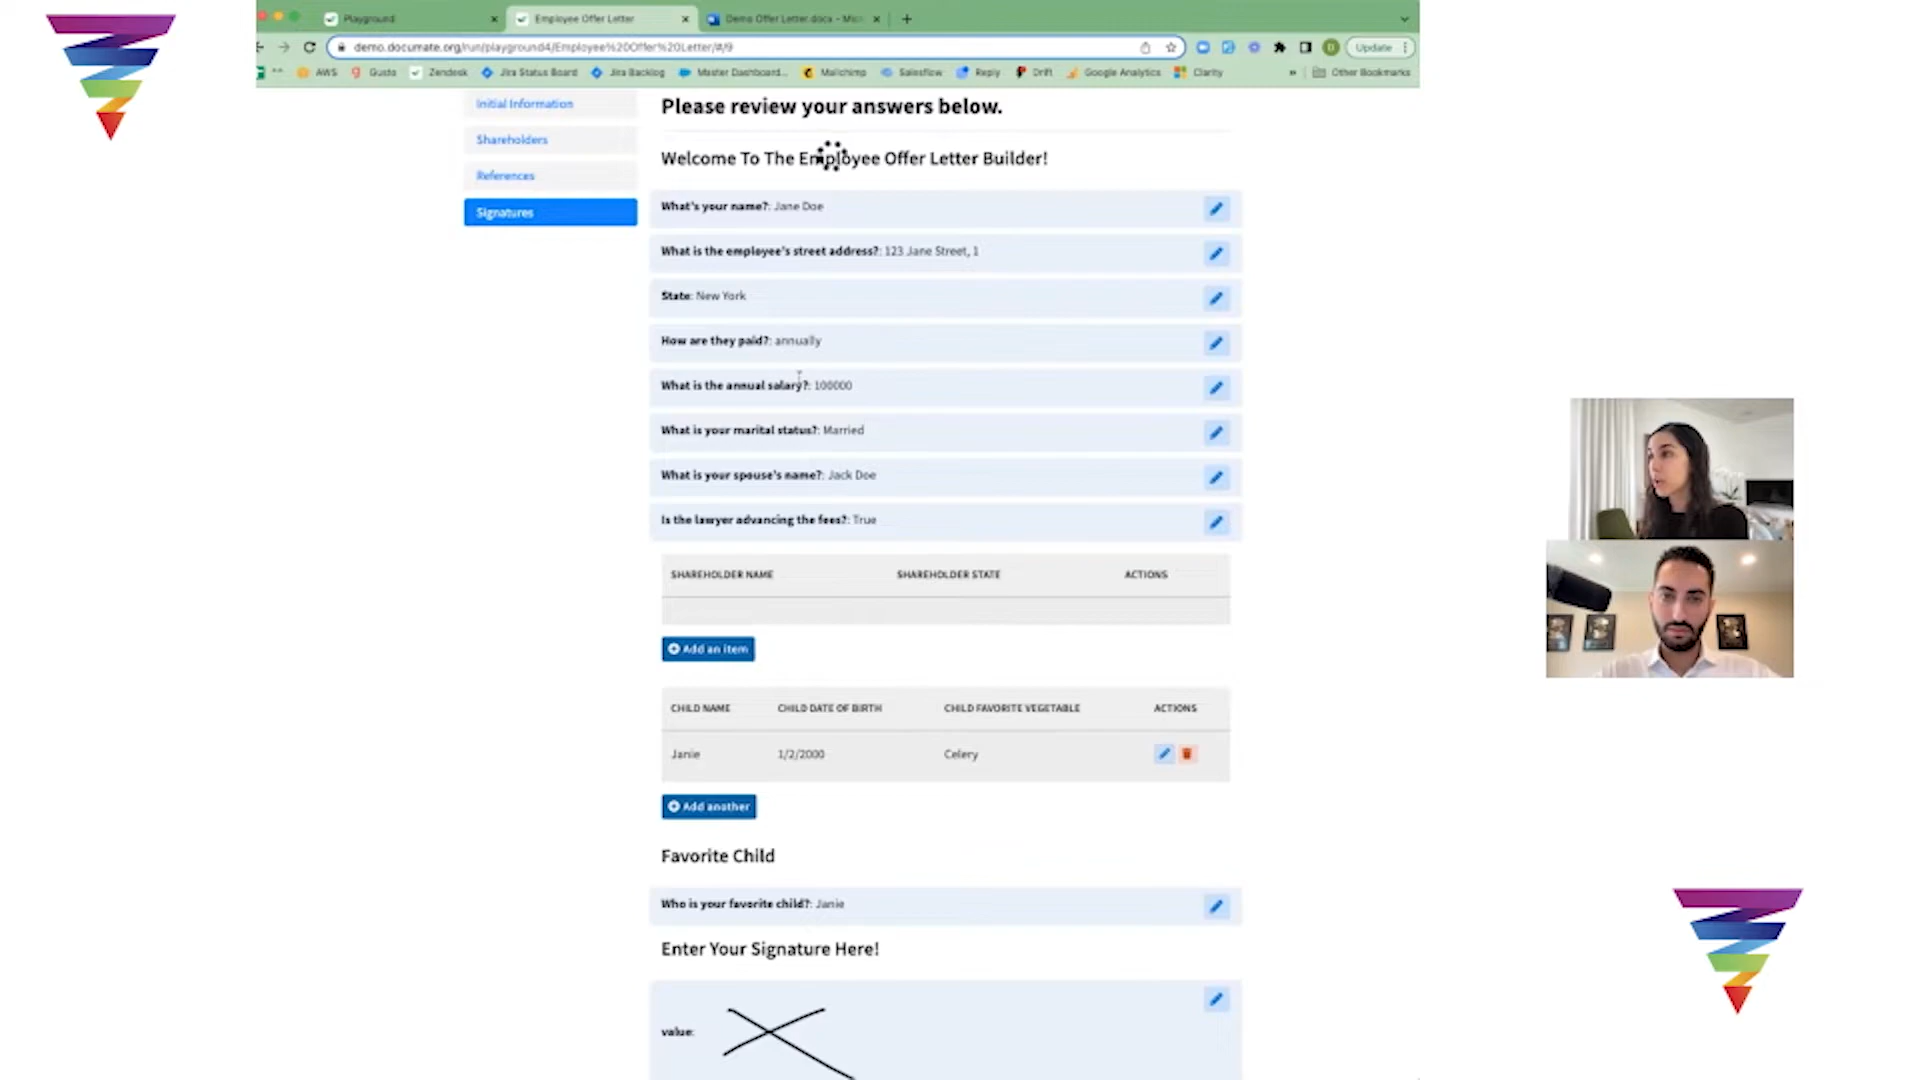 Playground
Employee Offer Letter
Demo Offer Letter.docx - Micr
demo.documate.org/run/playground4/Employee%20Offer%20Letter/#/9
Update
AWS
Gusto
Zendesk
Jira Status Board
Jira Backlog
Master Dashboard...
Mailchimp
Salesflow
Reply
Drift
Google Analytics
Clarity
»
Other Bookmarks
Initial Information
Shareholders
References
Signatures
Please review your answers below.
Welcome To The Employee Offer Letter Builder!
What's your name?: Jane Doe
What is the employee's street address?: 123 Jane Street, 1
State: New York
How are they paid?: annually
What is the annual salary?: 100000
What is your marital status?: Married
What is your spouse's name?: Jack Doe
Is the lawyer advancing the fees?: True
SHAREHOLDER NAME SHAREHOLDER STATE ACTIONS
Add an item
CHILD NAME CHILD DATE OF BIRTH CHILD FAVORITE VEGETABLE ACTIONS
Janie 1/2/2000 Celery
Add another
Favorite Child
Who is your favorite child?: Janie
Enter Your Signature Here!
value: